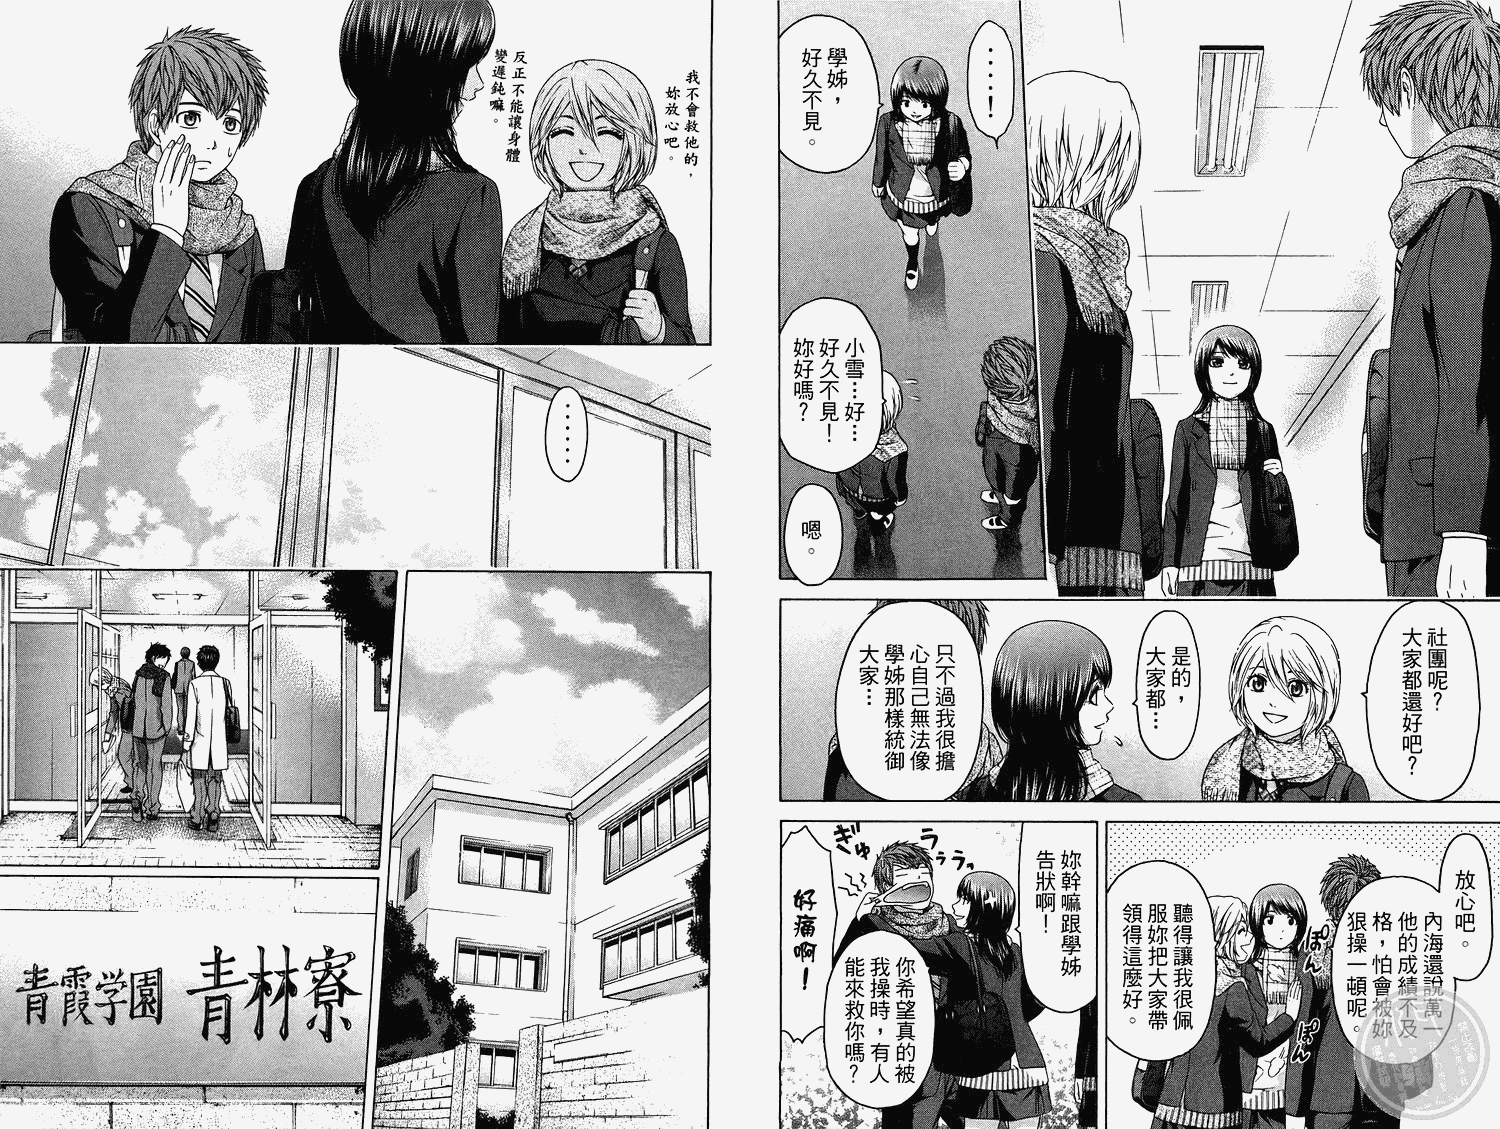 ……！
學姊，
好久不見。
小雪…好…
好久不見！
妳好嗎？
嗯。
社團呢？
大家都還好吧？
是的，
大家都…
只不過我很擔
心自己無法像
學姊那樣統御
大家…
放心吧。
內海還說萬一
他的成績不及
格，怕會被妳
狠操一頓呢。
聽得讓我很佩
服妳把大家帶
領得這麼好。
ぽん
ぽん
妳幹嘛跟學姊
告狀啊！
ぎゅ
ラ
ラ
ラ
好痛啊！
你希望真的被
我操時，有人
能來救你嗎？
我不會救他的，
妳放心吧。
反正不能讓身體
變遲鈍嘛。
……
青霞学園 青林寮